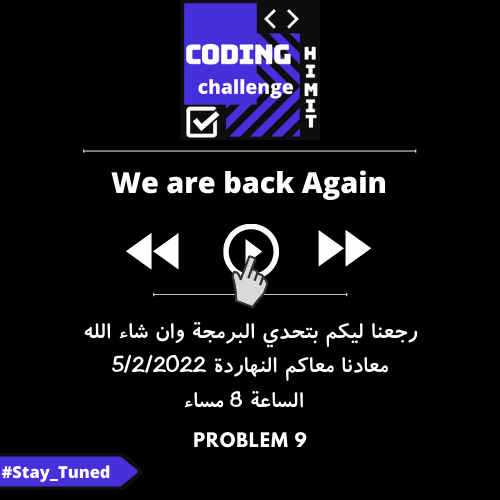 CODING
challenge
HIMIT
We are back Again
رجعنا ليكم بتحدي البرمجة وان شاء الله
معادنا معاكم النهاردة 5/2/2022
الساعة 8 مساء
PROBLEM 9
#Stay_Tuned